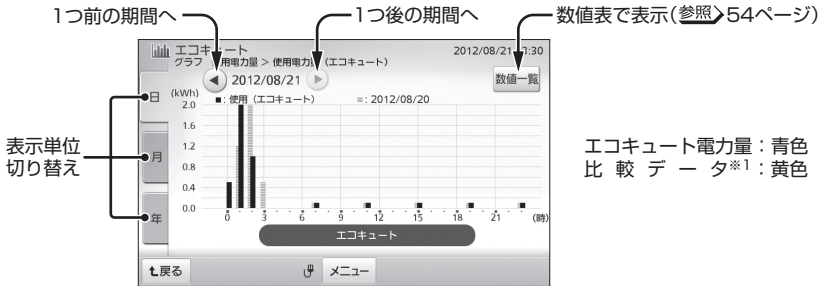 1つ前の期間へ
1つ後の期間へ
数値表で表示(参照 54ページ)
エコキュート
2012/08/21
:30
グラフ
用電力量 > 使用電力
(エコキュート)
2012/08/21
数値一覧
日
(kWh)
■:使用(エコキュート)
=:2012/08/20
2.0
1.6
1.2
0.8
0.4
0.0
0 3 6 9 12 15 18 21 (時)
月
年
表示単位
切り替え
エコキュート
戻る
メニュー
エコキュート電力量:青色
比較データ※1:黄色